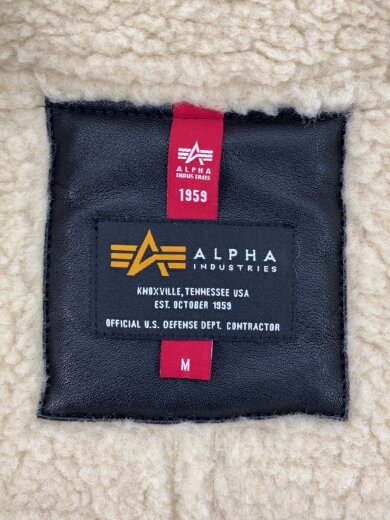 ALPHA
INDUSTRIES
1959
ALPHA
INDUSTRIES
KNOXVILLE, TENNESSEE USA
EST. OCTOBER 1959
OFFICIAL U.S. DEFENSE DEPT. CONTRACTOR
M